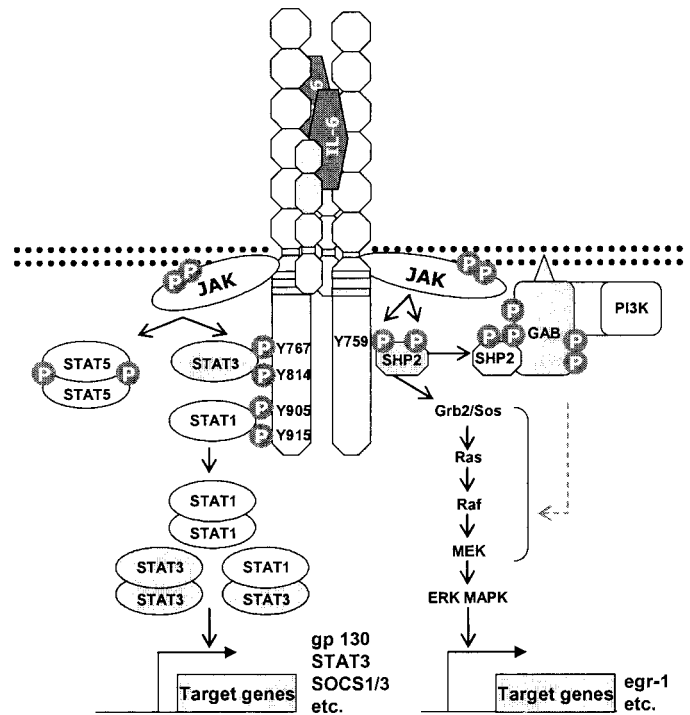 6
IL-6
P
P
JAK
JAK
P
P
P
GAB
PI3K
P
P
P
P
SHP2
STAT5
STAT5
P
P
STAT3
P
P
Y767
Y814
Y759
P
P
SHP2
STAT1
P
P
Y905
Y915
Grb2/Sos
Ras
Raf
MEK
ERK MAPK
STAT1
STAT1
STAT3
STAT3
STAT1
STAT3
Target genes
gp 130
STAT3
SOCS1/3
etc.
Target genes
egr-1
etc.